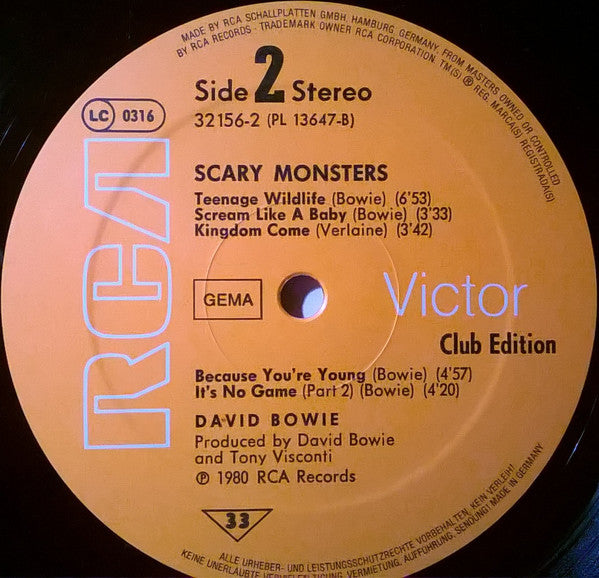 MADE BY RCA SCHALLPLATTEN GMBH, HAMBURG, GERMANY, FROM MASTERS OWNED OR CONTROLLED
BY RCA RECORDS · TRADEMARK OWNER RCA CORPORATION. TM(S) ® REG. MARCA(S) REGISTRADA(S)
Side 2 Stereo
LC 0316
32156-2 (PL 13647-B)
RCA
SCARY MONSTERS
Teenage Wildlife (Bowie) (6'53)
Scream Like A Baby (Bowie) (3'33)
Kingdom Come (Verlaine) (3'42)
GEMA
Victor
Club Edition
Because You're Young (Bowie) (4'57)
It's No Game (Part 2) (Bowie) (4'20)
DAVID BOWIE
Produced by David Bowie
and Tony Visconti
℗ 1980 RCA Records
33
ALLE URHEBER- UND LEISTUNGSSCHUTZRECHTE VORBEHALTEN. KEIN VERLEIH!
KEINE UNERLAUBTE VERVIELFÄLTIGUNG, VERMIETUNG, AUFFÜHRUNG, SENDUNG! MADE IN GERMANY